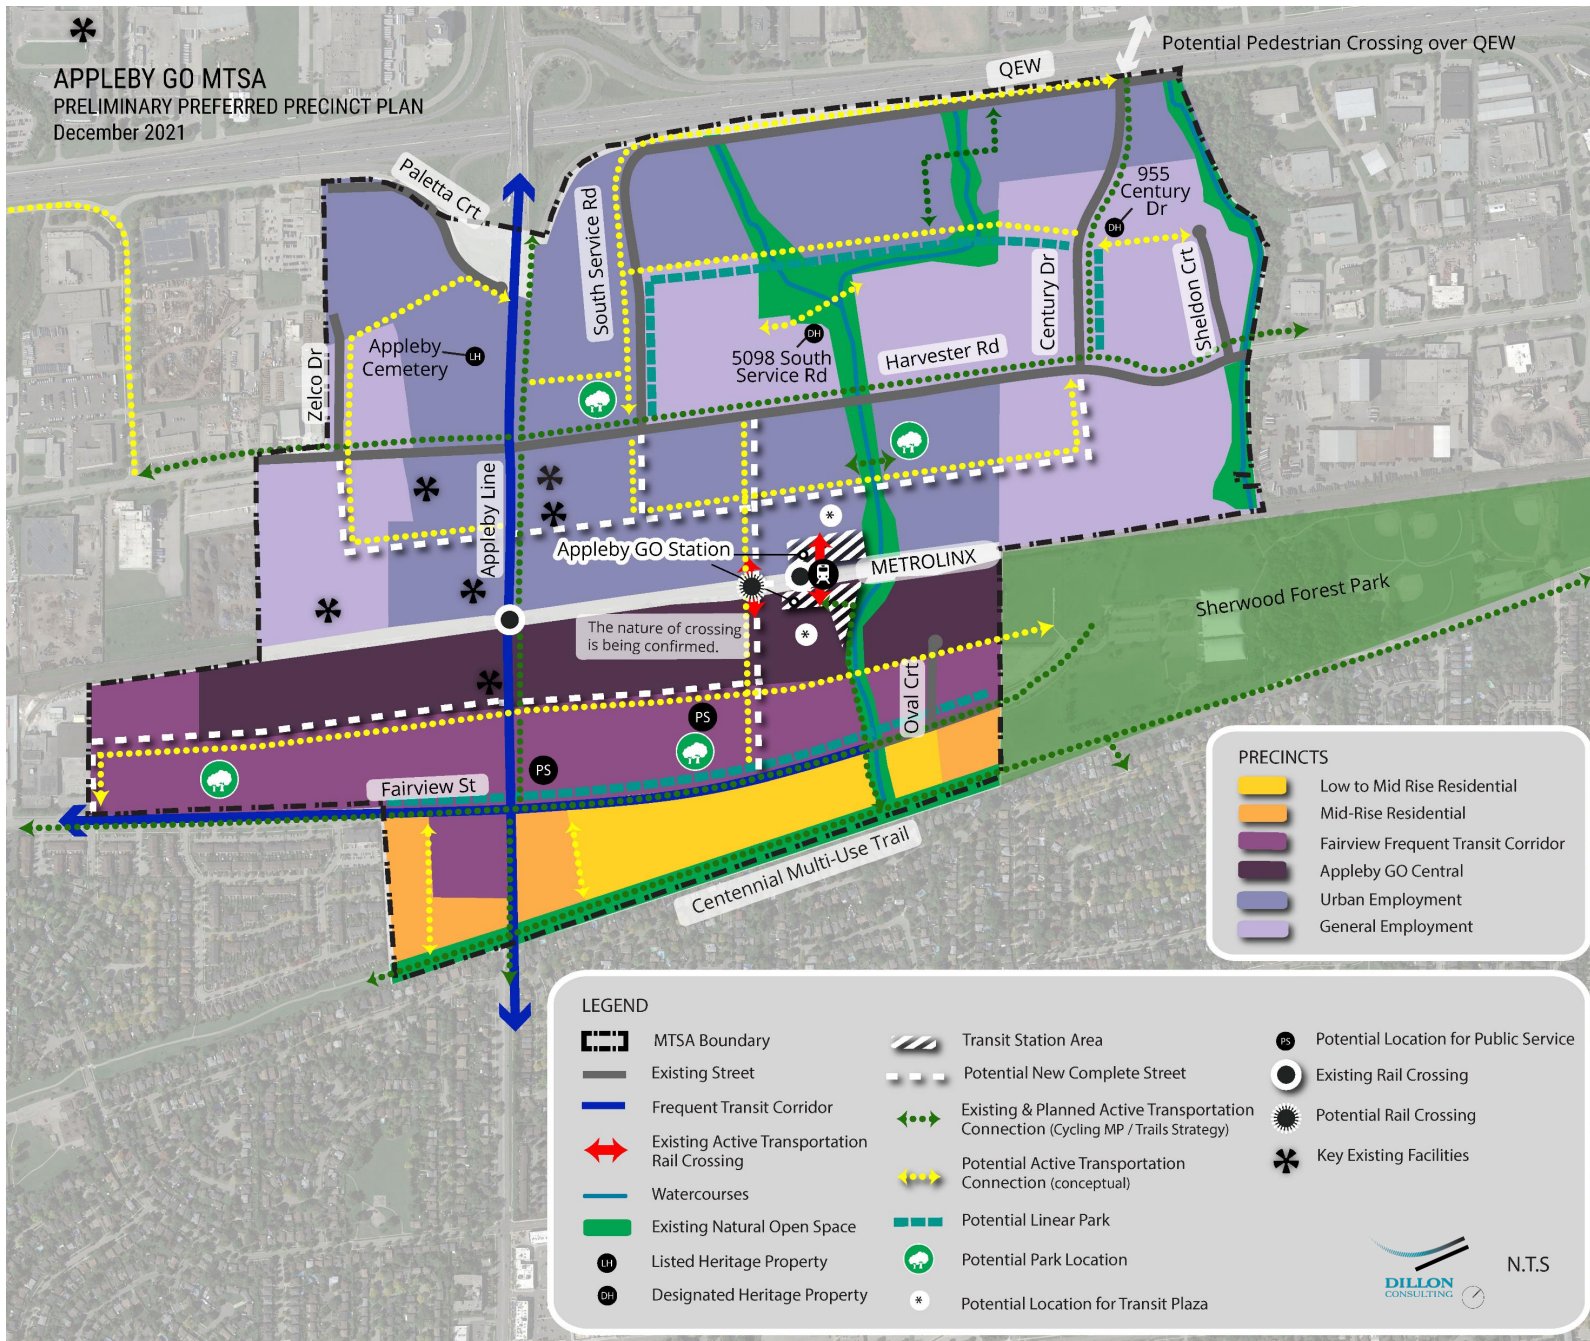 APPLEBY GO MTSA
PRELIMINARY PREFERRED PRECINCT PLAN
December 2021
Potential Pedestrian Crossing over QEW
QEW
Paletta Crt
South Service Rd
955
Century
Dr
DH
Sheldon Crt
Century Dr
Zelco Dr
Appleby
Cemetery
LH
DH
5098 South
Service Rd
Harvester Rd
Appleby Line
*
Appleby GO Station
METROLINX
Sherwood Forest Park
The nature of crossing
is being confirmed.
*
Oval Crt
PS
PS
Fairview St
Centennial Multi-Use Trail
PRECINCTS
Low to Mid Rise Residential
Mid-Rise Residential
Fairview Frequent Transit Corridor
Appleby GO Central
Urban Employment
General Employment
LEGEND
MTSA Boundary
Existing Street
Frequent Transit Corridor
Existing Active Transportation
Rail Crossing
Watercourses
Existing Natural Open Space
LH Listed Heritage Property
DH Designated Heritage Property
Transit Station Area
Potential New Complete Street
Existing & Planned Active Transportation
Connection (Cycling MP / Trails Strategy)
Potential Active Transportation
Connection (conceptual)
Potential Linear Park
Potential Park Location
* Potential Location for Transit Plaza
PS Potential Location for Public Service
Existing Rail Crossing
Potential Rail Crossing
Key Existing Facilities
DILLON
CONSULTING
N.T.S